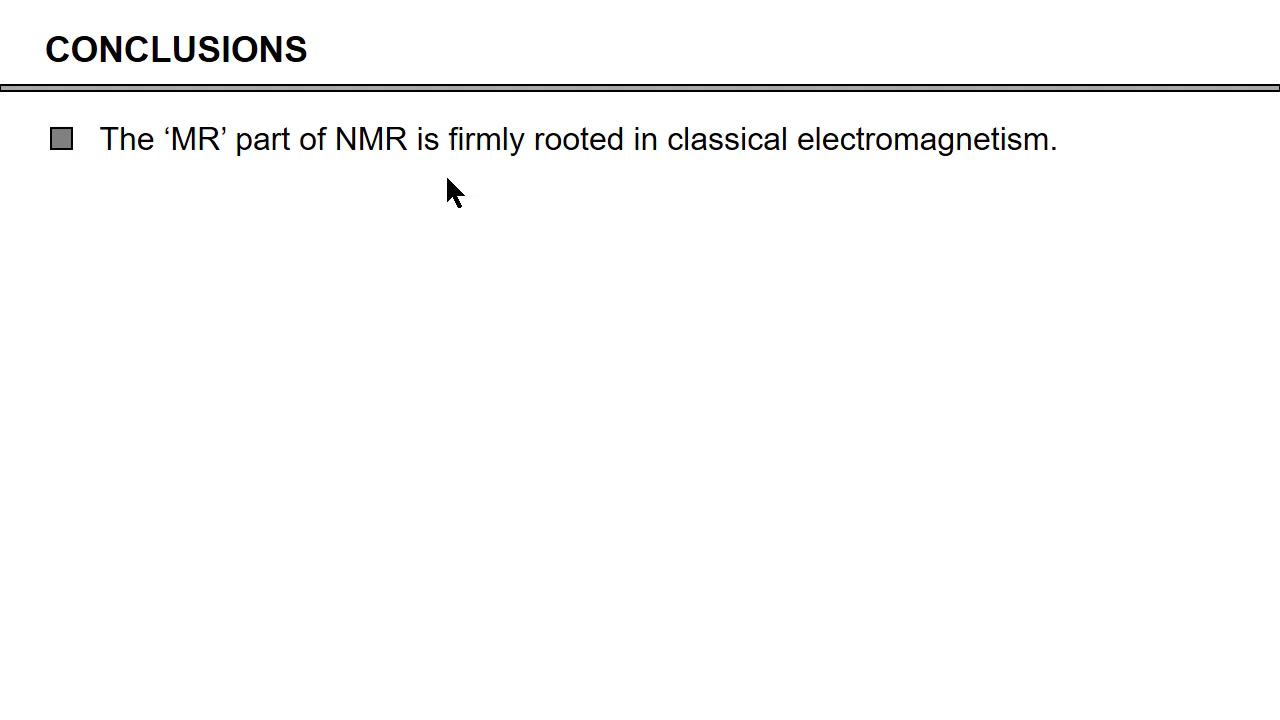 CONCLUSIONS
The ‘MR’ part of NMR is firmly rooted in classical electromagnetism.